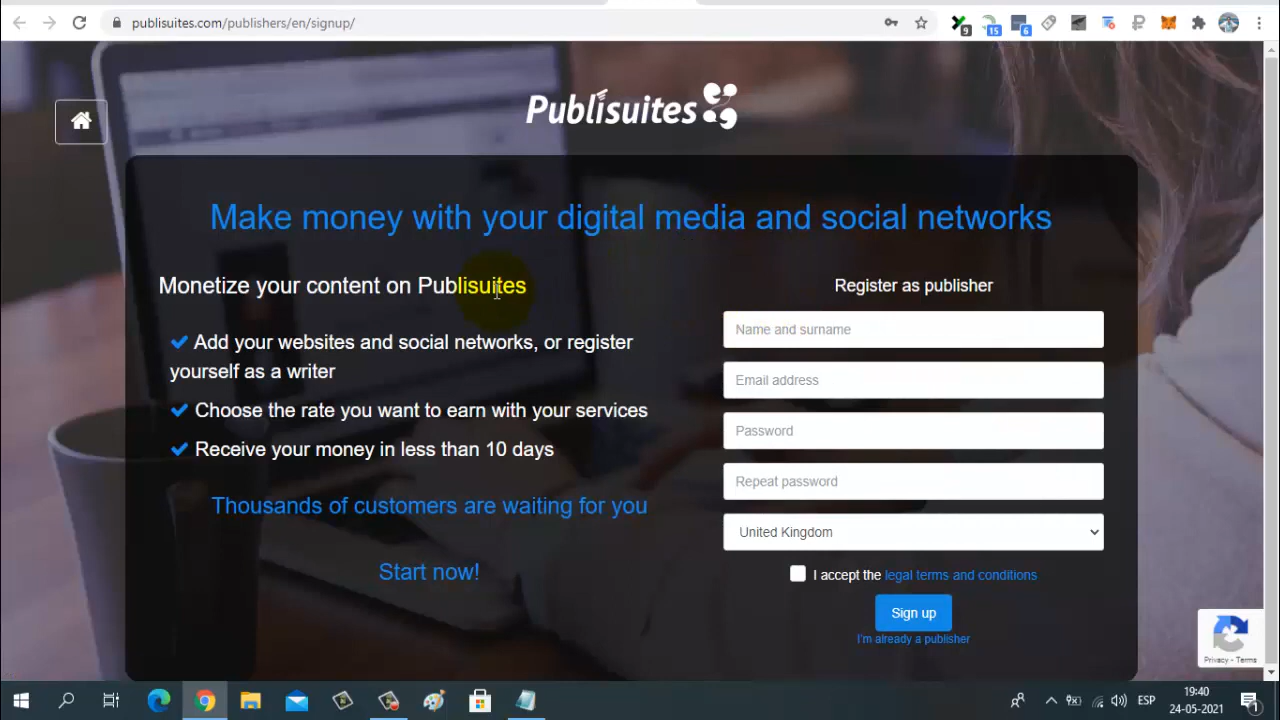 publisuites.com/publishers/en/signup/
9
15
6
Publisuites
Make money with your digital media and social networks
Monetize your content on Publisuites
Add your websites and social networks, or register
yourself as a writer
Choose the rate you want to earn with your services
Receive your money in less than 10 days
Thousands of customers are waiting for you
Start now!
Register as publisher
Name and surname
Email address
Password
Repeat password
United Kingdom
I accept the legal terms and conditions
Sign up
I'm already a publisher
Privacy - Terms
ESP
19:40
24-05-2021
1